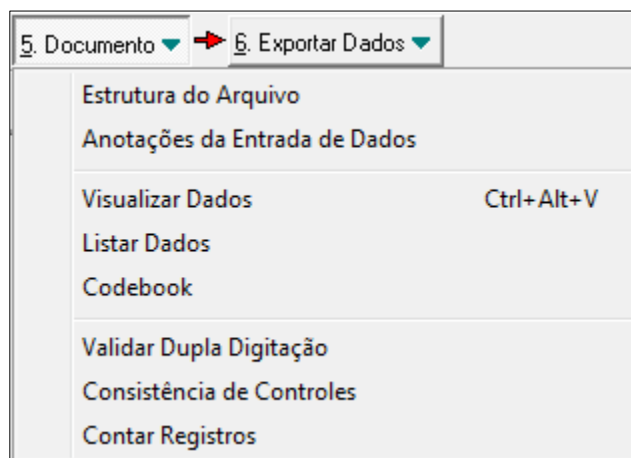 5. Documento 6. Exportar Dados
Estrutura do Arquivo
Anotações da Entrada de Dados
Visualizar Dados Ctrl+Alt+V
Listar Dados
Codebook
Validar Dupla Digitação
Consistência de Controles
Contar Registros